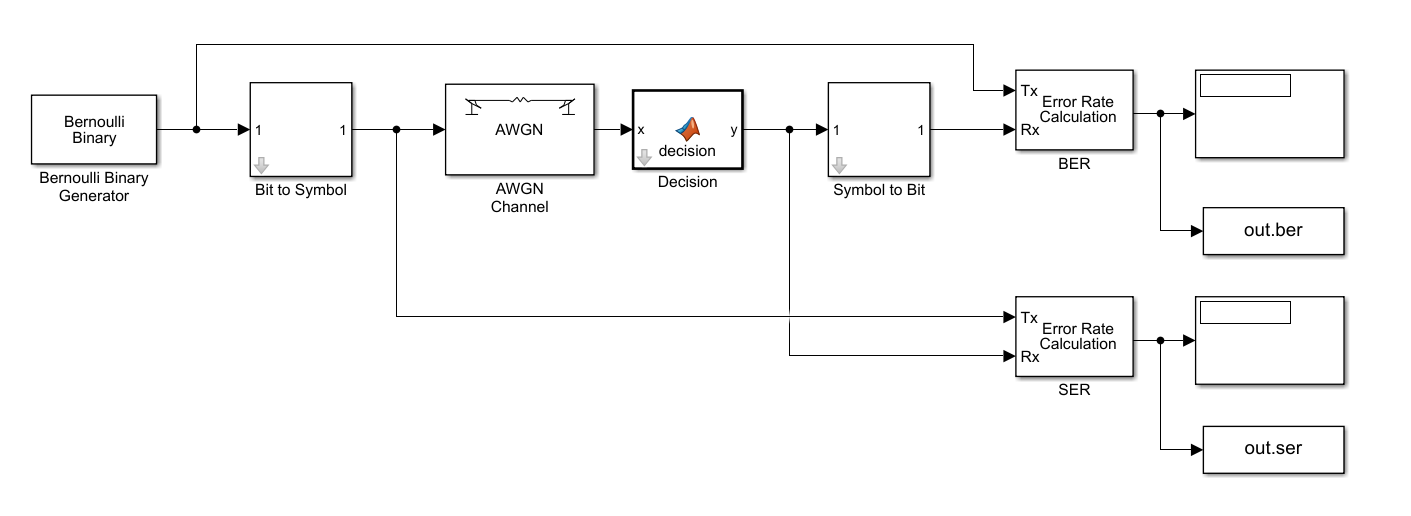 Bernoulli
Binary
Bernoulli Binary
Generator
1
1
Bit to Symbol
AWGN
AWGN
Channel
x
y
decision
Decision
1
1
Symbol to Bit
Tx
Rx
Error Rate
Calculation
BER
out.ber
Tx
Rx
Error Rate
Calculation
SER
out.ser